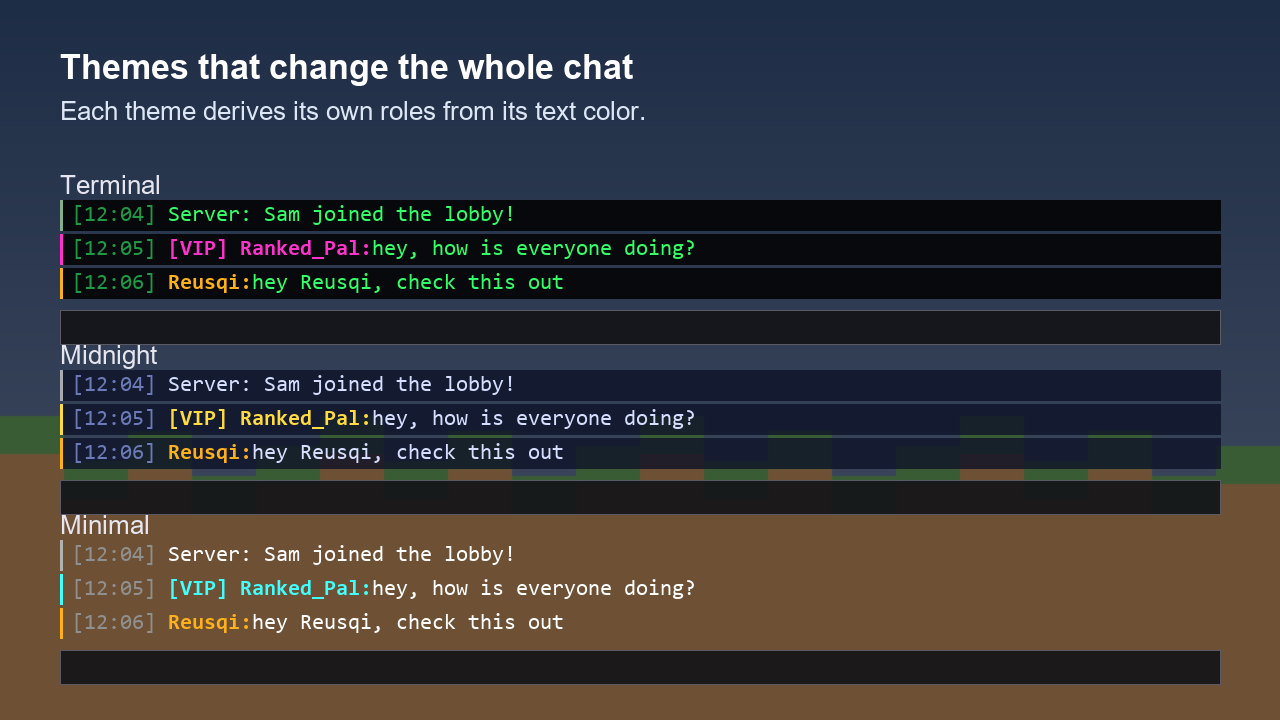 Themes that change the whole chat
Each theme derives its own roles from its text color.
Terminal
[12:04] Server: Sam joined the lobby!
[12:05] [VIP] Ranked_Pal:hey, how is everyone doing?
[12:06] Reusqi:hey Reusqi, check this out
Midnight
[12:04] Server: Sam joined the lobby!
[12:05] [VIP] Ranked_Pal:hey, how is everyone doing?
[12:06] Reusqi:hey Reusqi, check this out
Minimal
[12:04] Server: Sam joined the lobby!
[12:05] [VIP] Ranked_Pal:hey, how is everyone doing?
[12:06] Reusqi:hey Reusqi, check this out